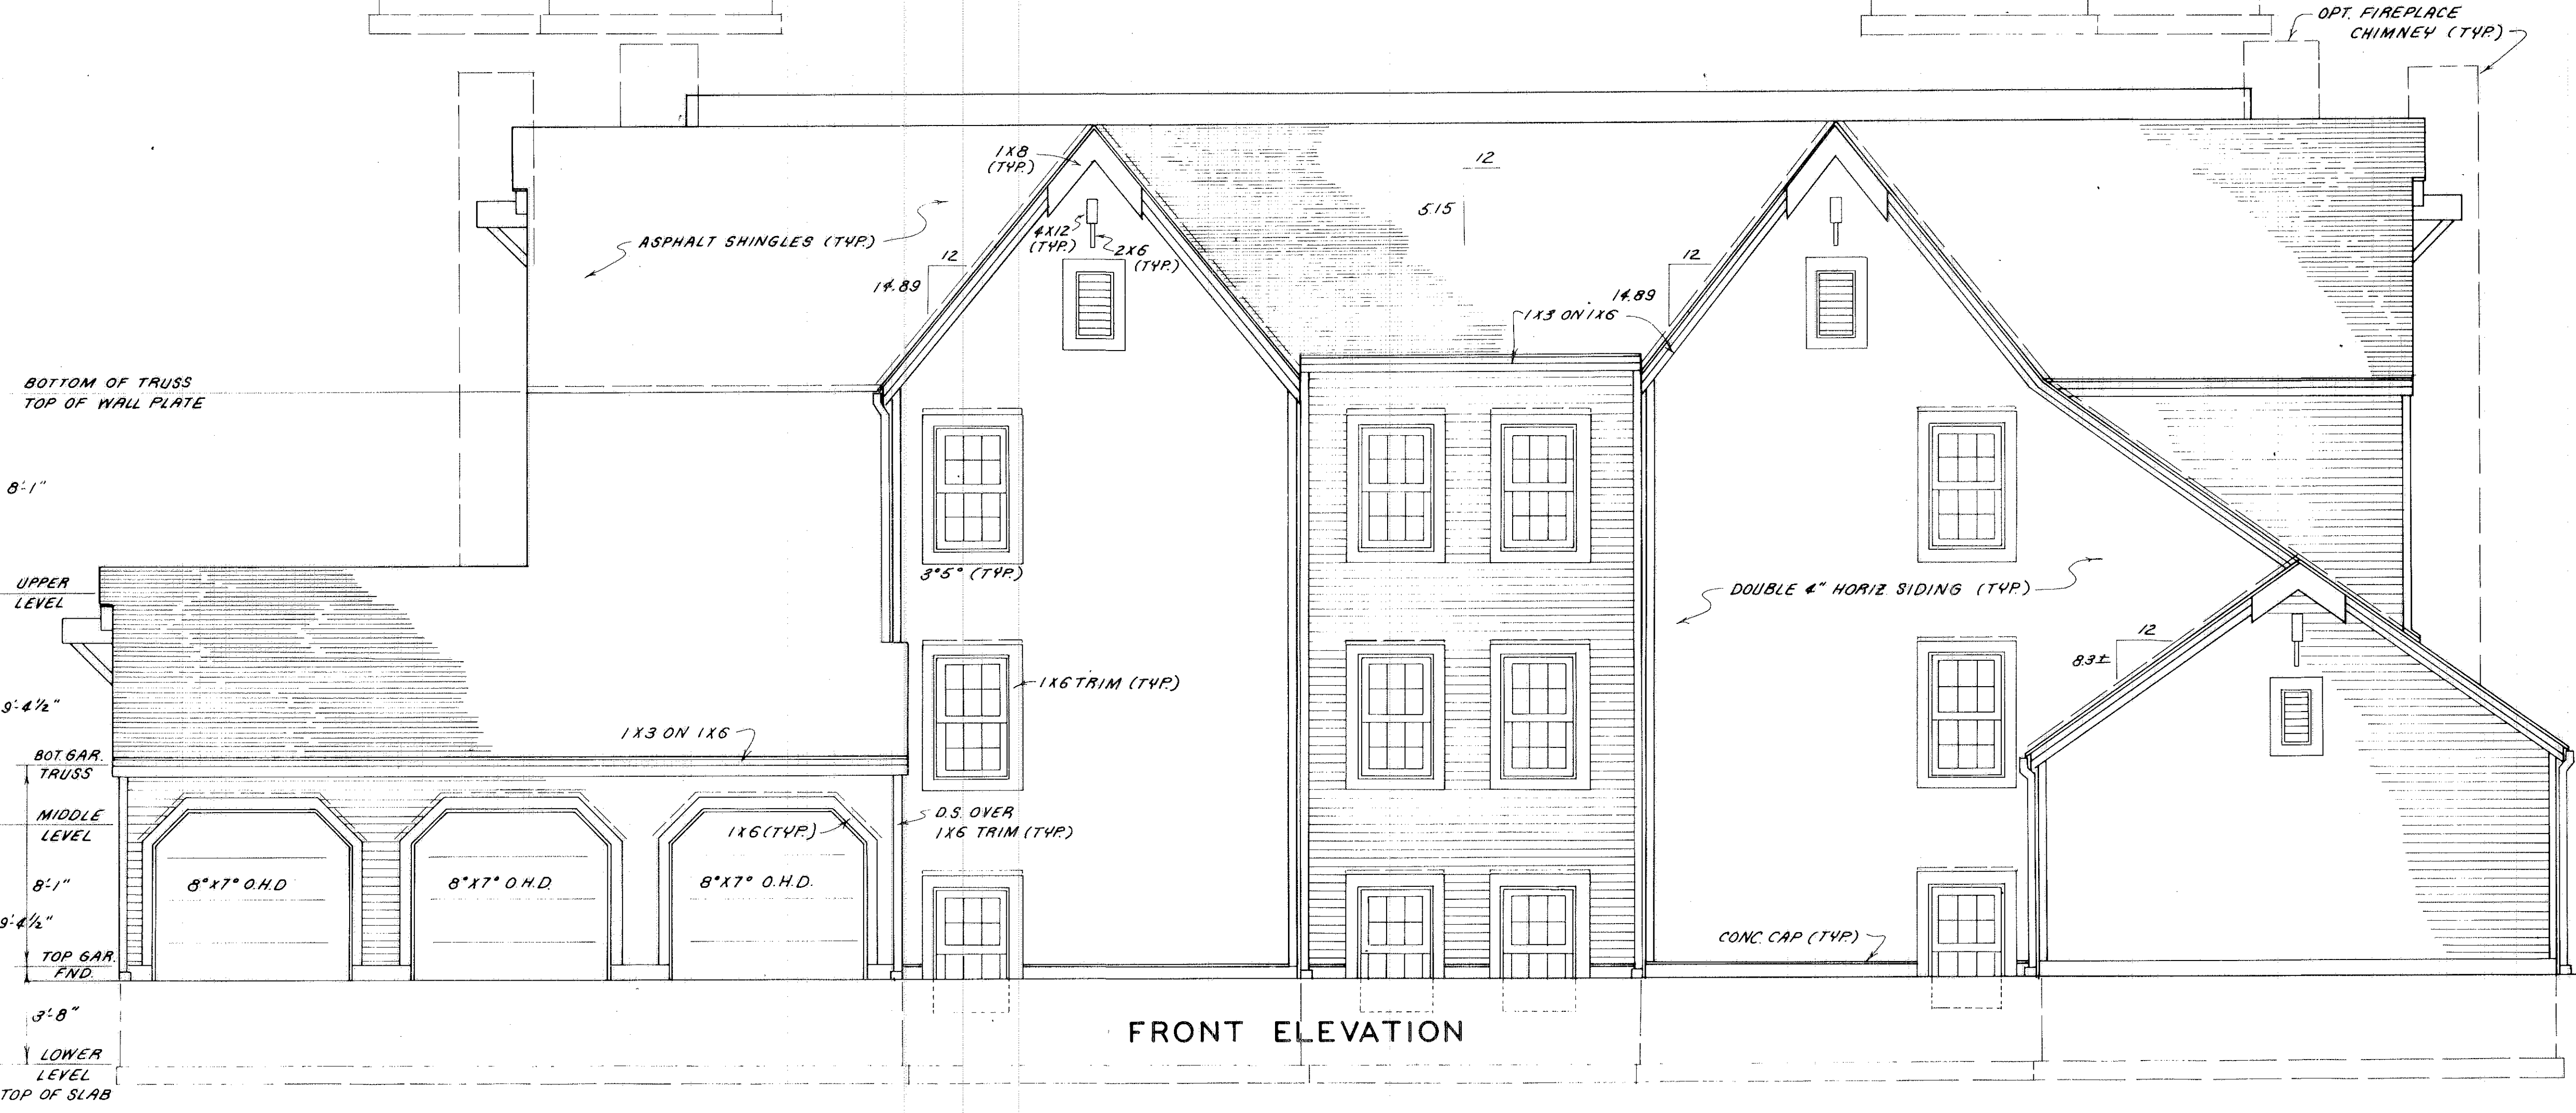 OPT. FIREPLACE
CHIMNEY (TYP.)
1X8
(TYP.)
12
5.15
ASPHALT SHINGLES (TYP.)
4X12
(TYP.)
2X6
(TYP.)
12
14.89
12
14.89
1X3 ON 1X6
BOTTOM OF TRUSS
TOP OF WALL PLATE
8'-1"
3°5° (TYP.)
UPPER
LEVEL
DOUBLE 4" HORIZ. SIDING (TYP.)
12
8.3±
1X6 TRIM (TYP.)
9'-4 1/2"
1X3 ON 1X6
BOT. GAR.
TRUSS
MIDDLE
LEVEL
D.S. OVER
1X6 TRIM (TYP.)
1X6 (TYP.)
8'-1"
8°X7° O.H.D.
8°X7° O.H.D.
8°X7° O.H.D.
9'-4 1/2"
CONC. CAP (TYP.)
TOP GAR.
FND.
3'-8"
FRONT ELEVATION
LOWER
LEVEL
TOP OF SLAB